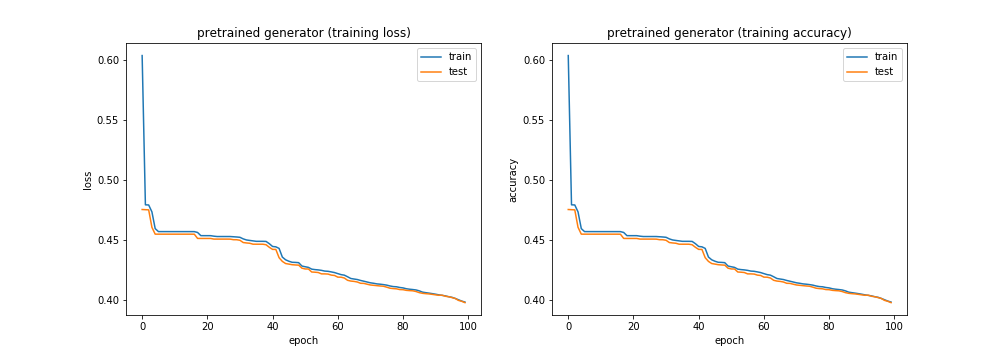 pretrained generator (training loss)
train
test
0.60
0.55
0.50
0.45
0.40
loss
0 20 40 60 80 100
epoch
pretrained generator (training accuracy)
train
test
0.60
0.55
0.50
0.45
0.40
accuracy
0 20 40 60 80 100
epoch